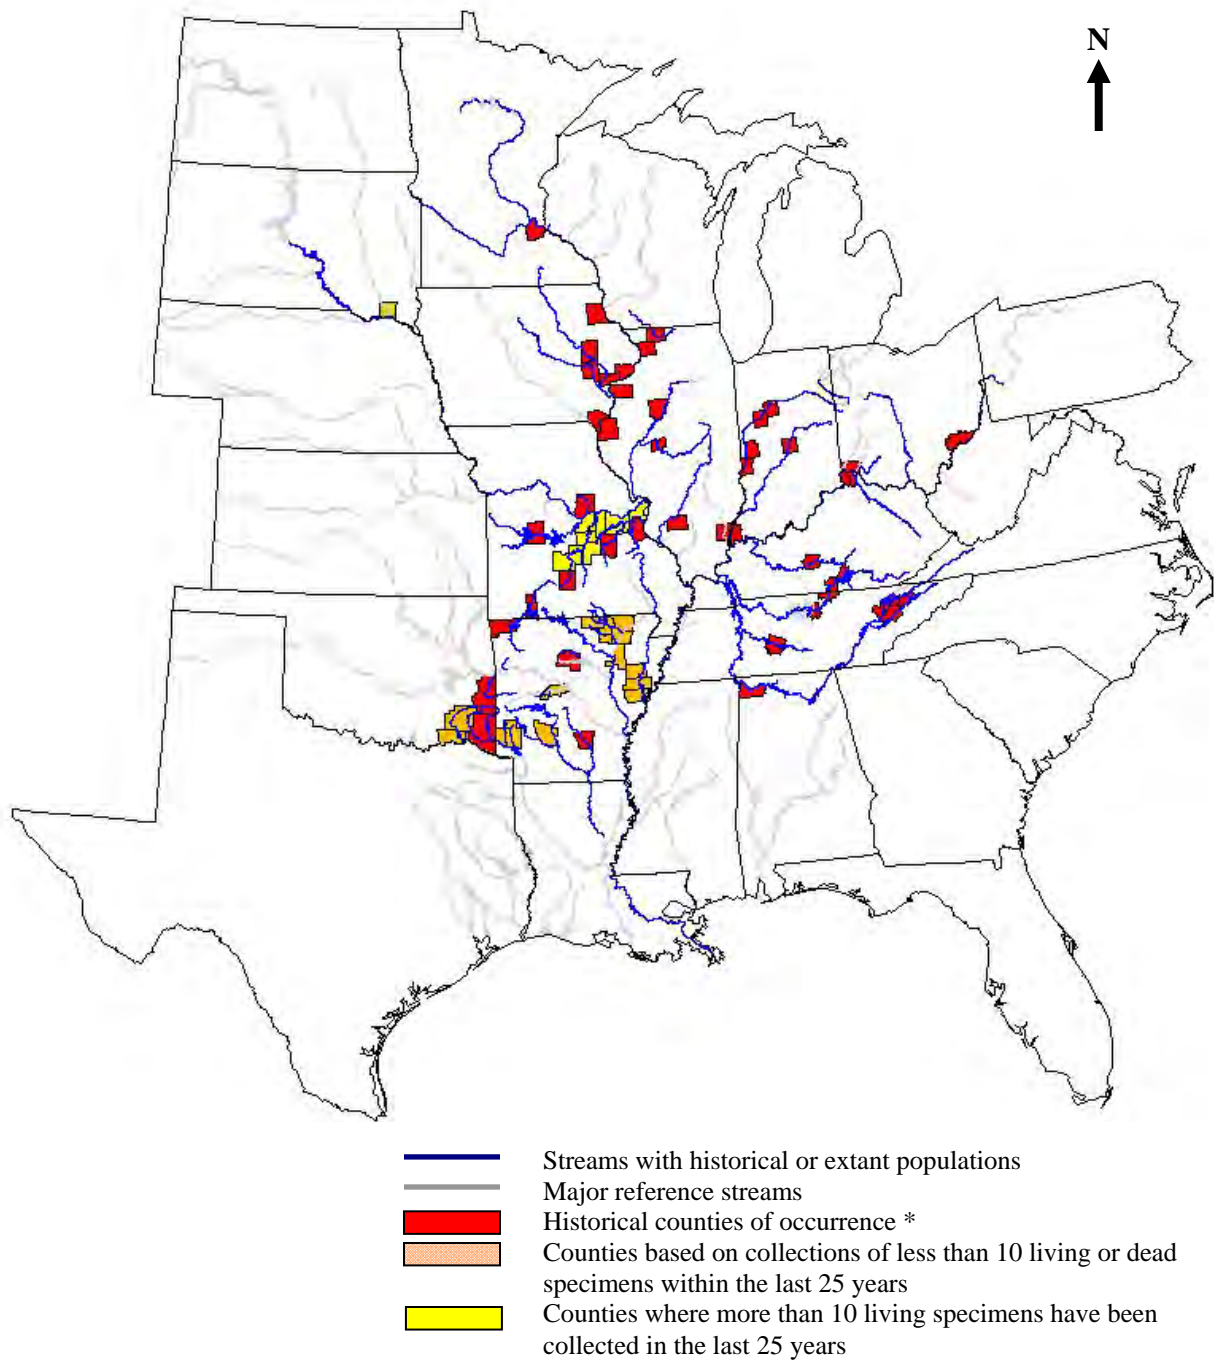 N
Streams with historical or extant populations
Major reference streams
Historical counties of occurrence *
Counties based on collections of less than 10 living or dead
specimens within the last 25 years
Counties where more than 10 living specimens have been
collected in the last 25 years